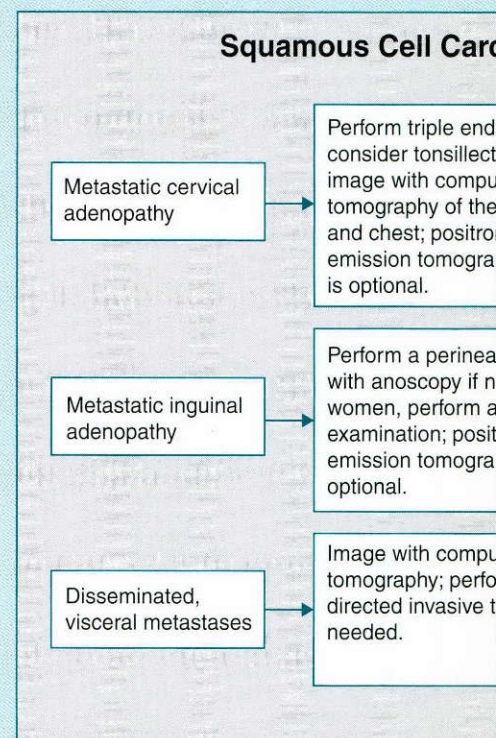 Squamous Cell Carc
Metastatic cervical
adenopathy
Perform triple end
consider tonsillect
image with compu
tomography of the
and chest; positron
emission tomogra
is optional.
Metastatic inguinal
adenopathy
Perform a perinea
with anoscopy if n
women, perform a
examination; posit
emission tomogra
optional.
Disseminated,
visceral metastases
Image with compu
tomography; perfo
directed invasive t
needed.